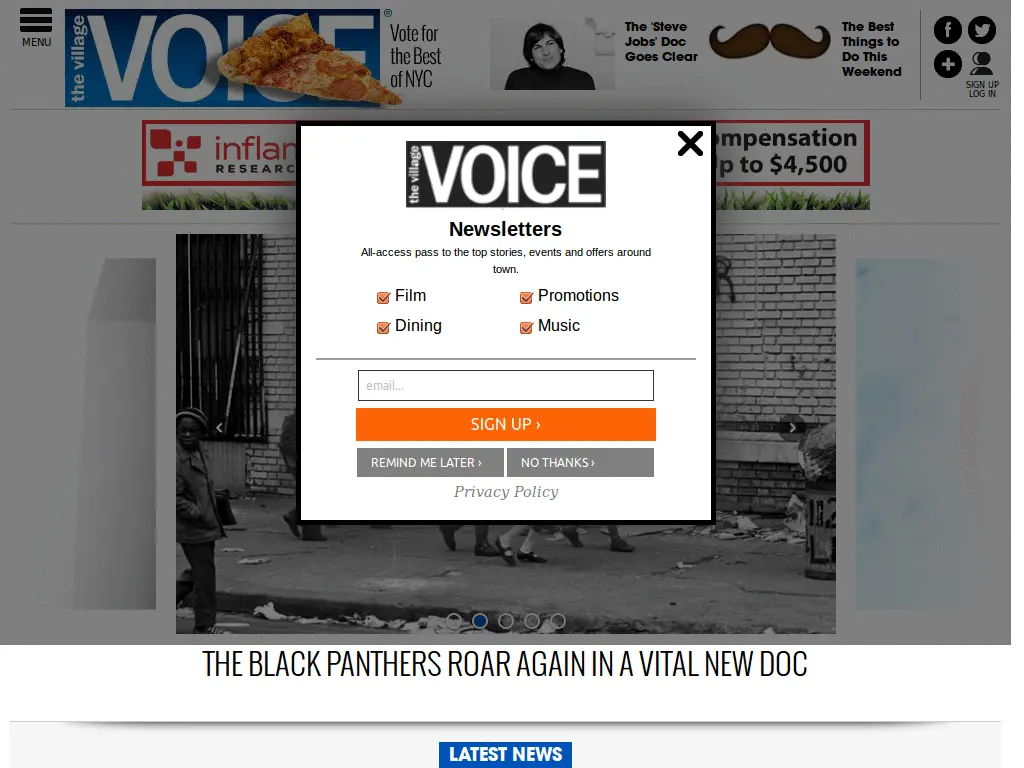 MENU
the village
VOICE
®
Vote for
the Best
of NYC
The 'Steve
Jobs' Doc
Goes Clear
The Best
Things to
Do This
Weekend
SIGN UP
LOG IN
inflan
RESEARC
ompensation
p to $4,500
the village
VOICE
Newsletters
All-access pass to the top stories, events and offers around
town.
Film
Promotions
Dining
Music
email...
SIGN UP ›
REMIND ME LATER ›
NO THANKS ›
Privacy Policy
THE BLACK PANTHERS ROAR AGAIN IN A VITAL NEW DOC
LATEST NEWS